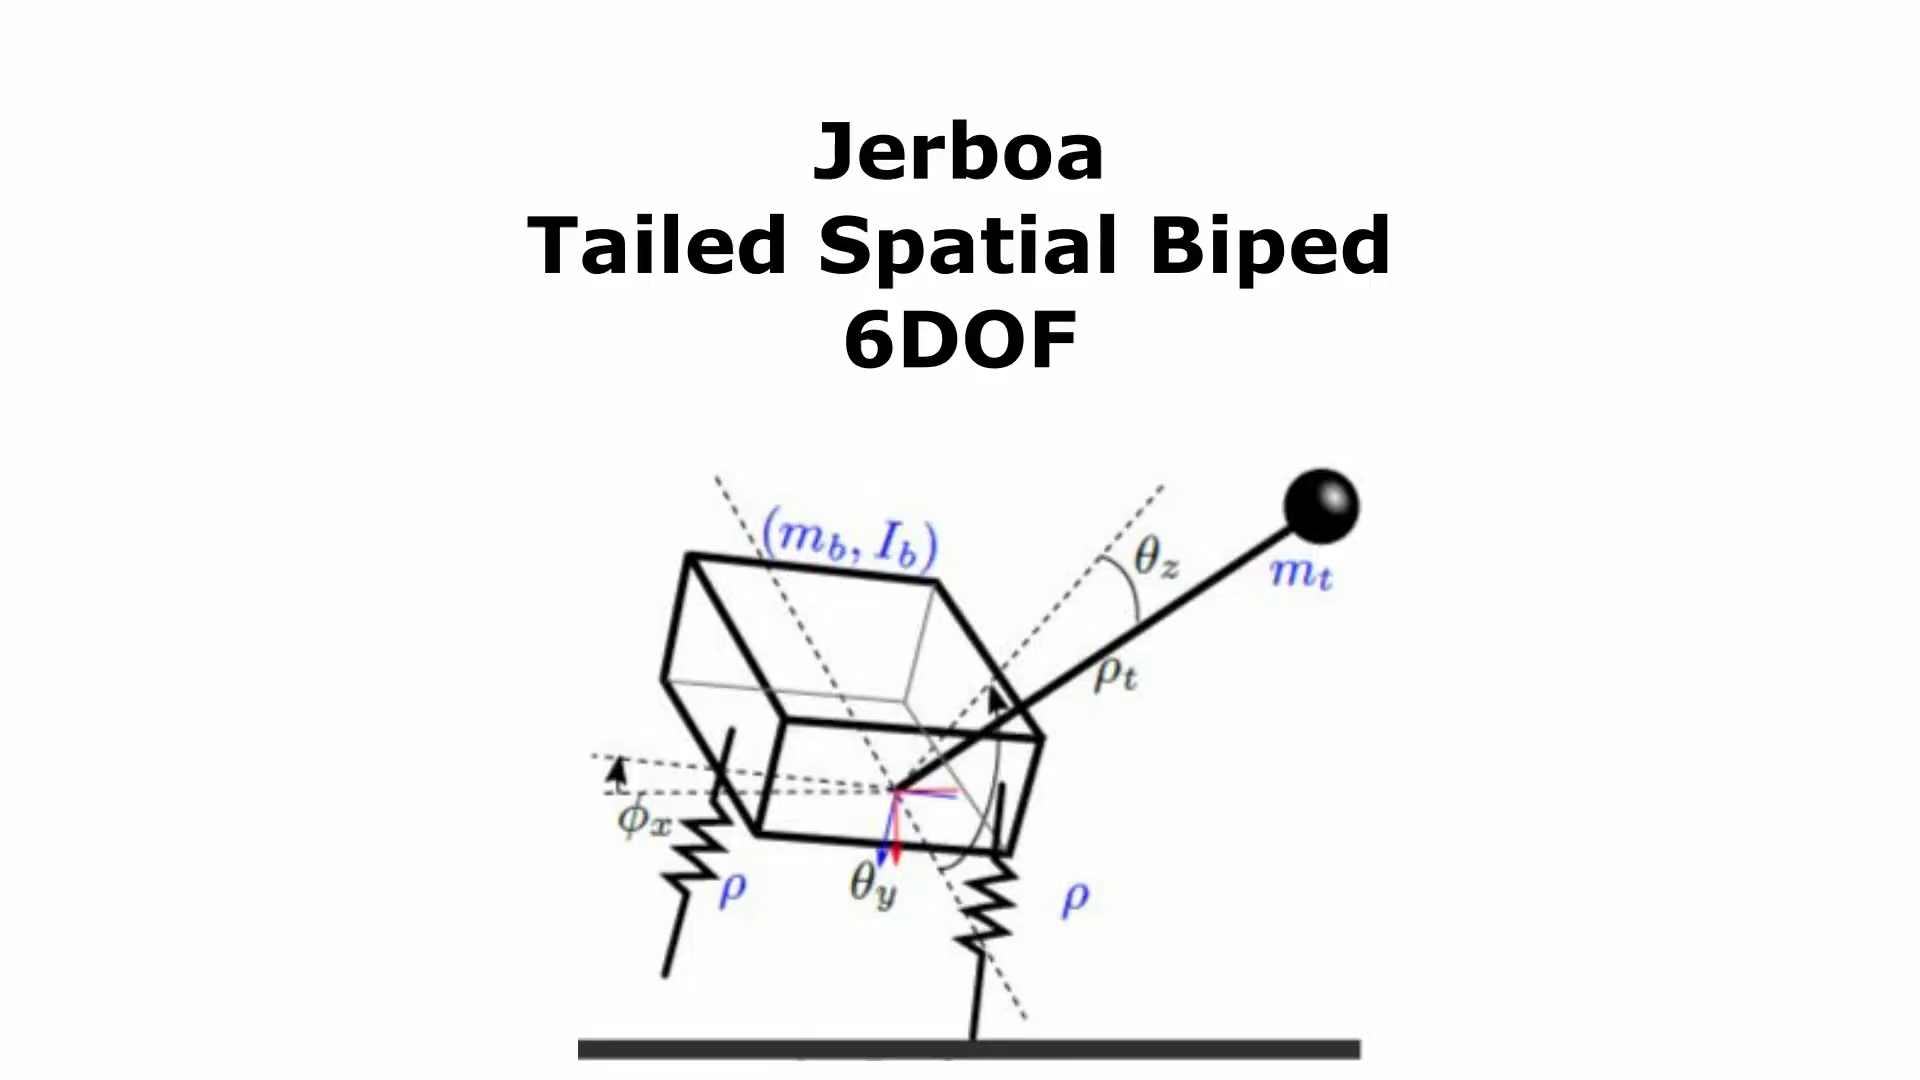 Jerboa
Tailed Spatial Biped
6DOF
(m_b, I_b)
θ_z
m_t
ρ_t
ϕ_x
ρ
θ_y
ρ